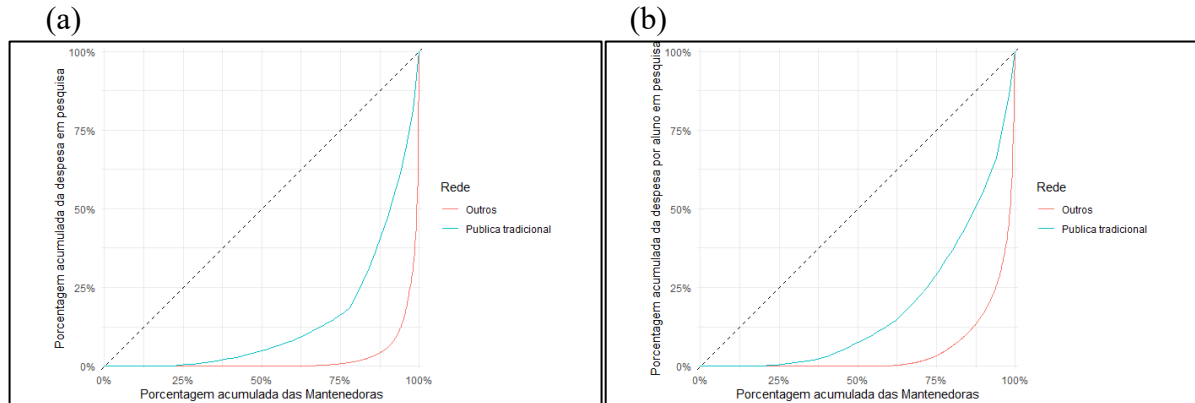 (a)
Porcentagem acumulada da despesa em pesquisa
100%
75%
50%
25%
0%
0% 25% 50% 75% 100%
Porcentagem acumulada das Mantenedoras
Rede
Outros
Publica tradicional
(b)
Porcentagem acumulada da despesa por aluno em pesquisa
100%
75%
50%
25%
0%
0% 25% 50% 75% 100%
Porcentagem acumulada das Mantenedoras
Rede
Outros
Publica tradicional